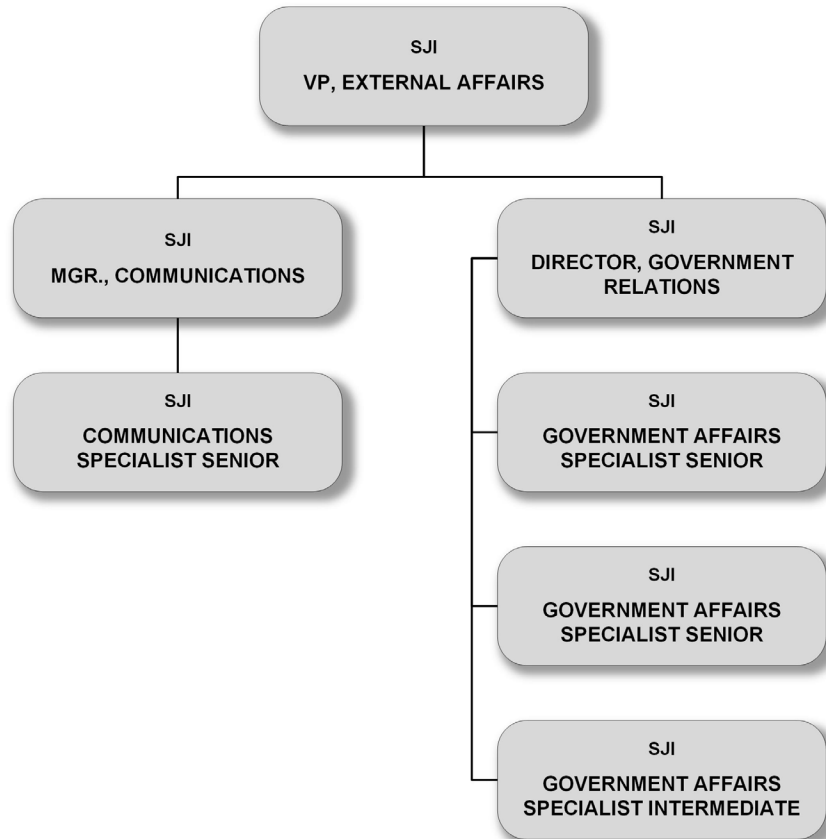 SJI
VP, EXTERNAL AFFAIRS
SJI
MGR., COMMUNICATIONS
SJI
COMMUNICATIONS
SPECIALIST SENIOR
SJI
DIRECTOR, GOVERNMENT
RELATIONS
SJI
GOVERNMENT AFFAIRS
SPECIALIST SENIOR
SJI
GOVERNMENT AFFAIRS
SPECIALIST SENIOR
SJI
GOVERNMENT AFFAIRS
SPECIALIST INTERMEDIATE